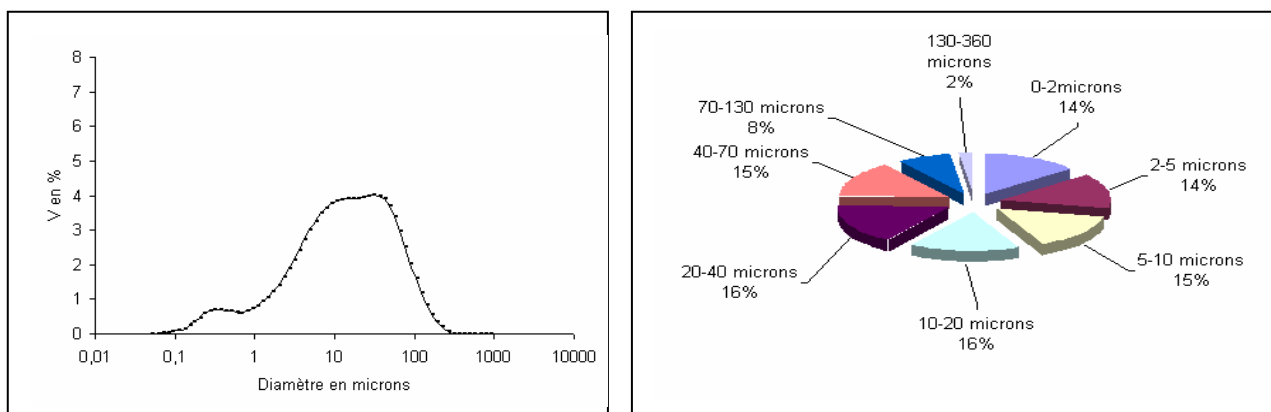 8
7
6
5
4
3
2
1
0
V en %
0,01 0,1 1 10 100 1000 10000
Diamètre en microns
130-360
microns
2%
0-2microns
14%
2-5 microns
14%
5-10 microns
15%
10-20 microns
16%
20-40 microns
16%
40-70 microns
15%
70-130 microns
8%